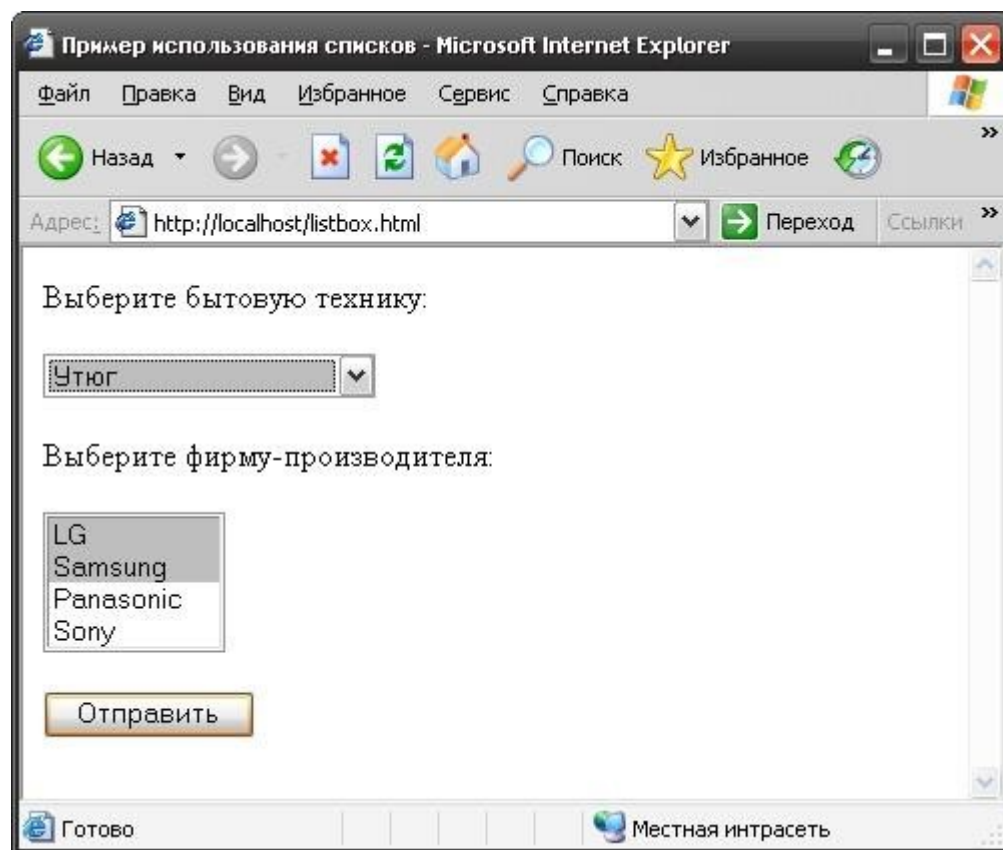 Пример использования списков - Microsoft Internet Explorer
Файл Правка Вид Избранное Сервис Справка
Назад Поиск Избранное »
Адрес: http://localhost/listbox.html Переход Ссылки »
Выберите бытовую технику:
Утюг
Выберите фирму-производителя:
LG
Samsung
Panasonic
Sony
Отправить
Готово Местная интрасеть